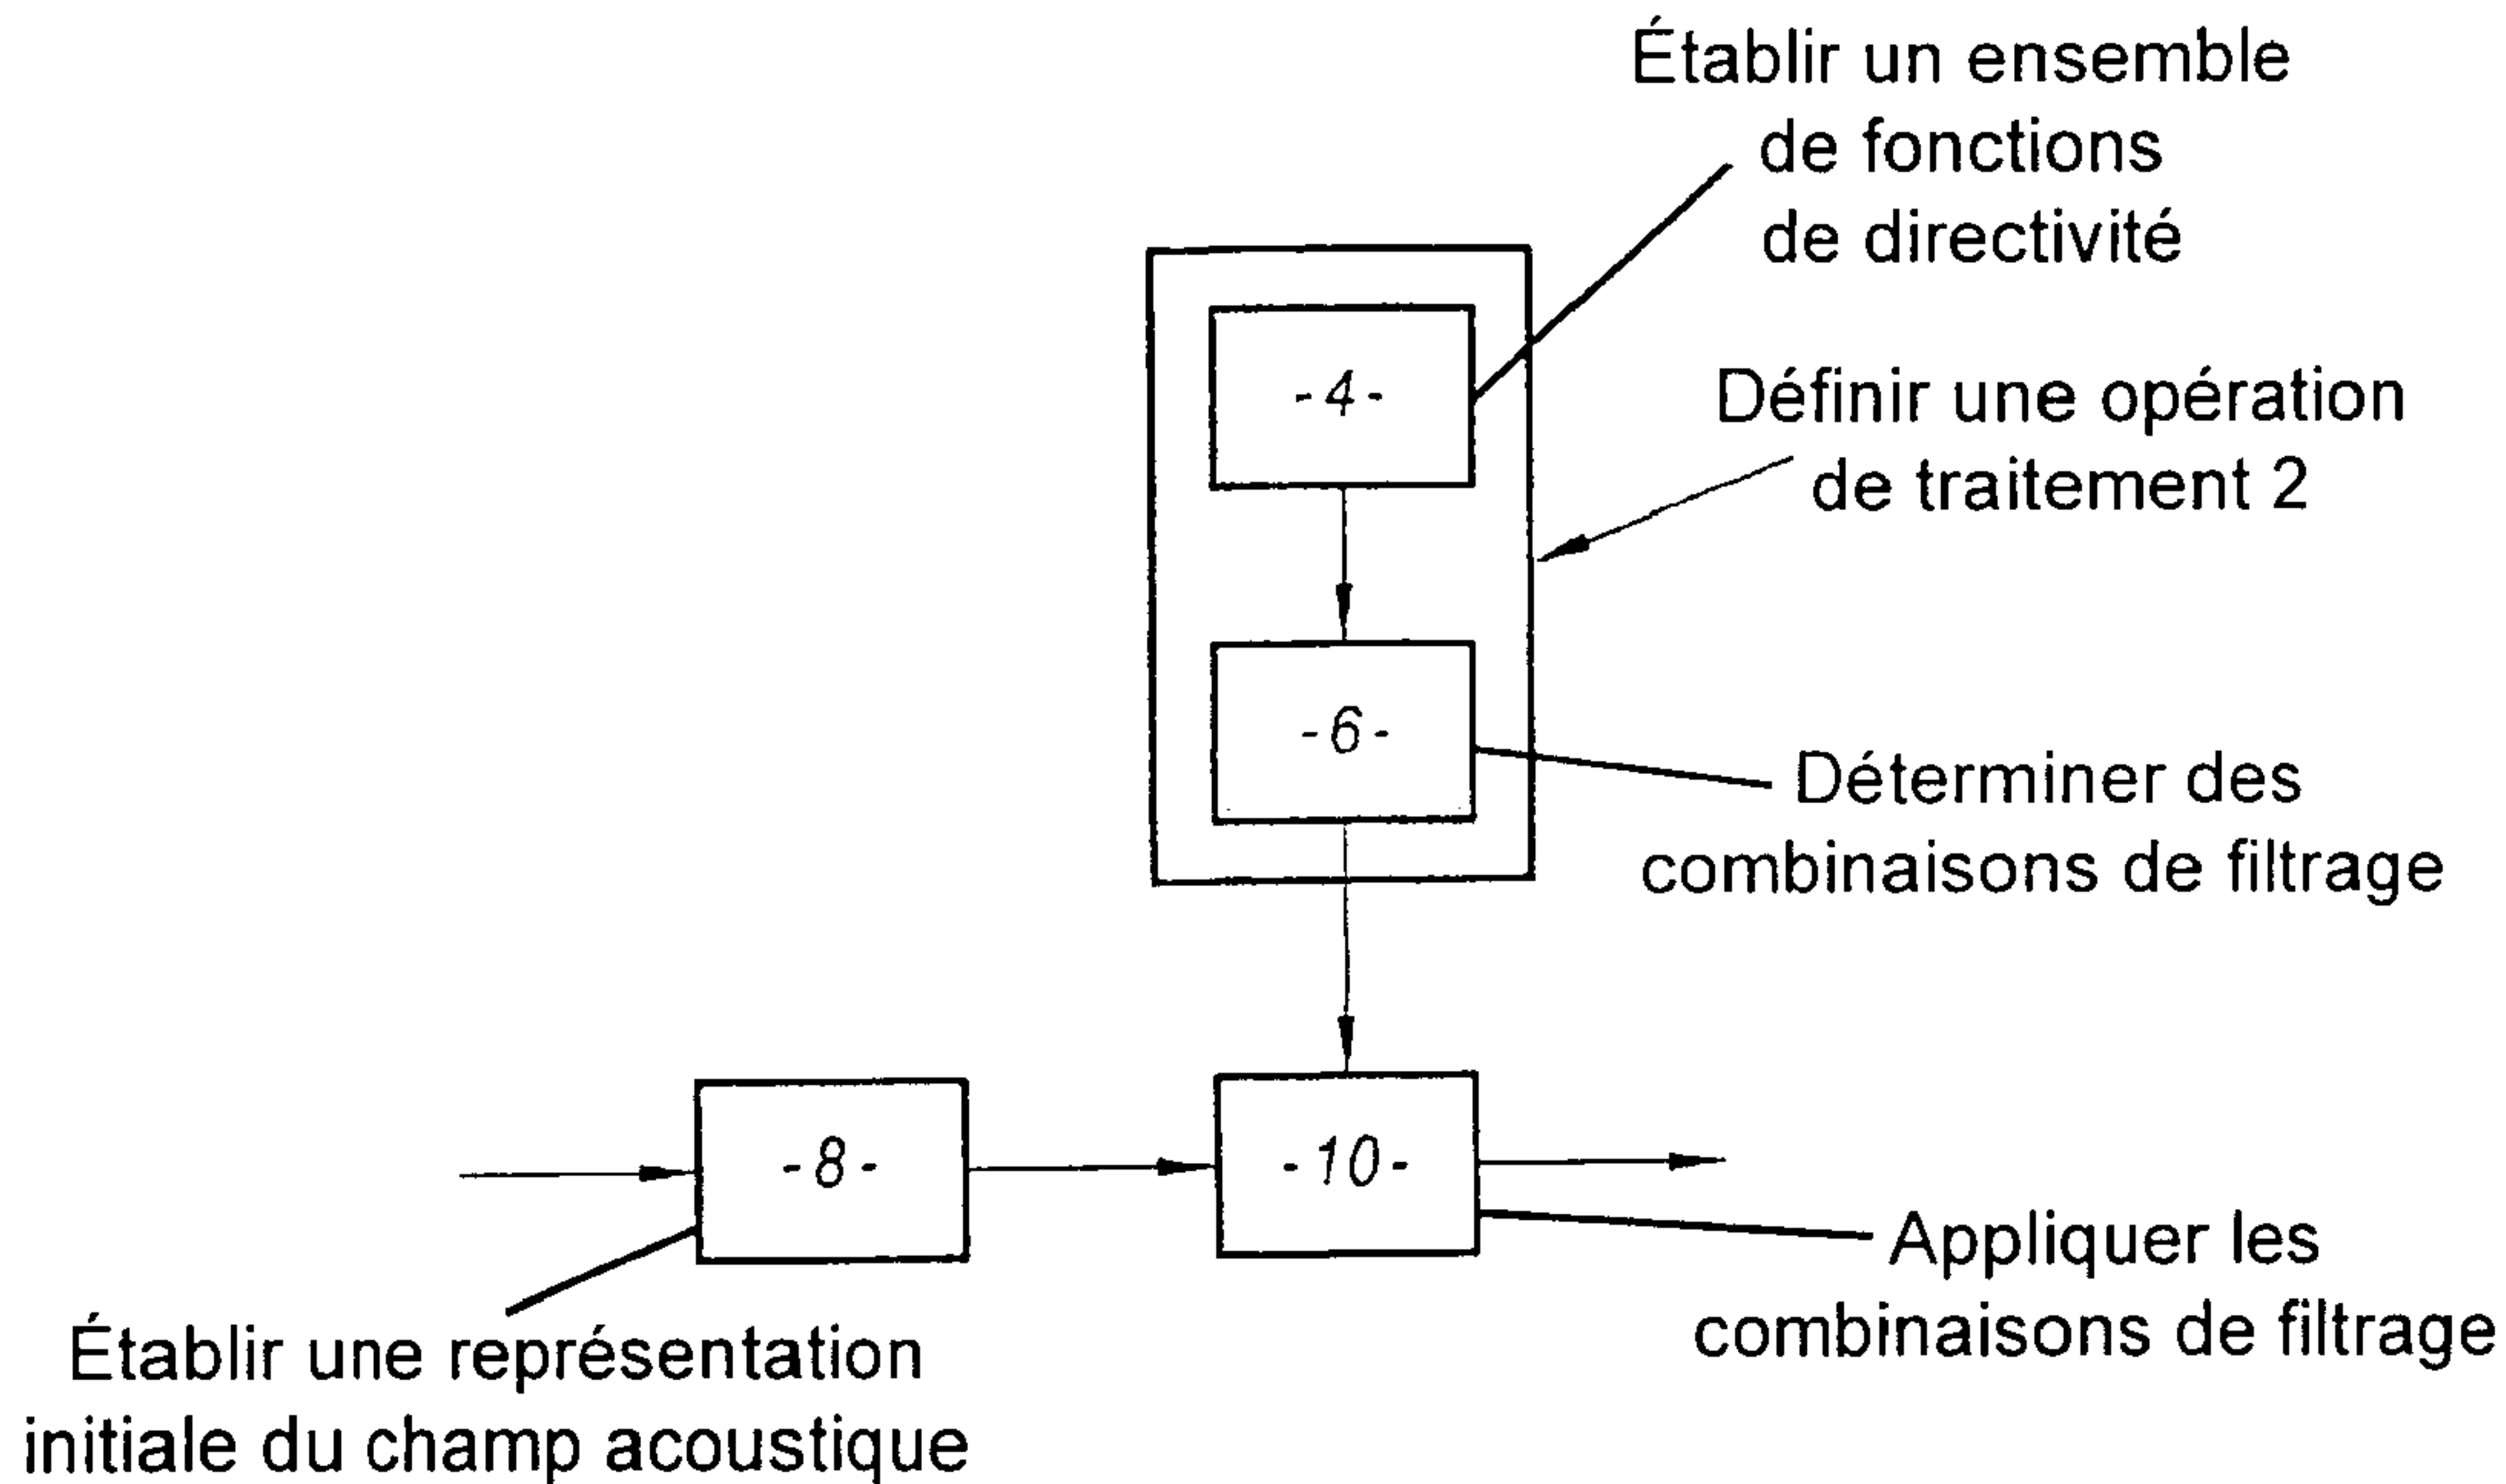 Établir un ensemble
de fonctions
de directivité
-4-
Définir une opération
de traitement 2
-6-
Déterminer des
combinaisons de filtrage
-8-
-10-
Appliquer les
combinaisons de filtrage
Établir une représentation
initiale du champ acoustique